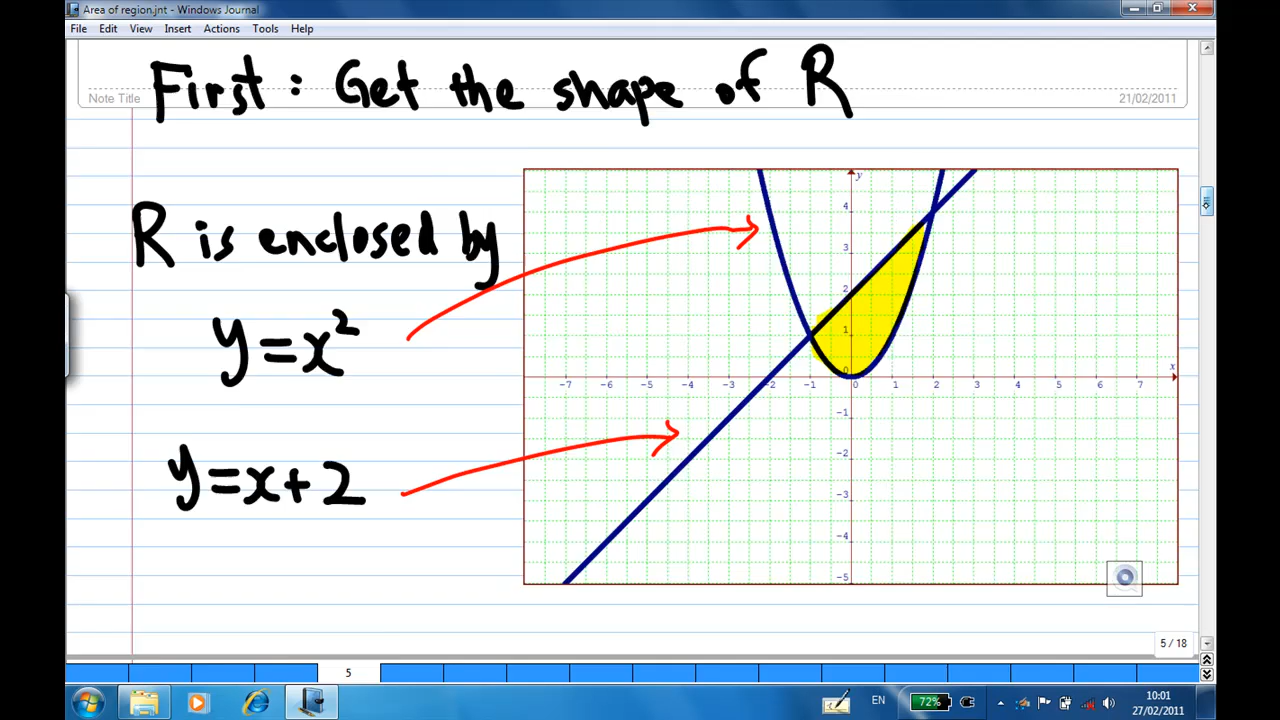 Area of region.jnt - Windows Journal
File Edit View Insert Actions Tools Help
First: Get the shape of R
Note Title
21/02/2011
R is enclosed by
y=x²
y=x+2
y
4
3
2
1
0
x
-7 -6 -5 -4 -3 -2 -1 0 1 2 3 4 5 6 7
-1
-2
-3
-4
-5
5 / 18
5
EN
72%
10:01
27/02/2011